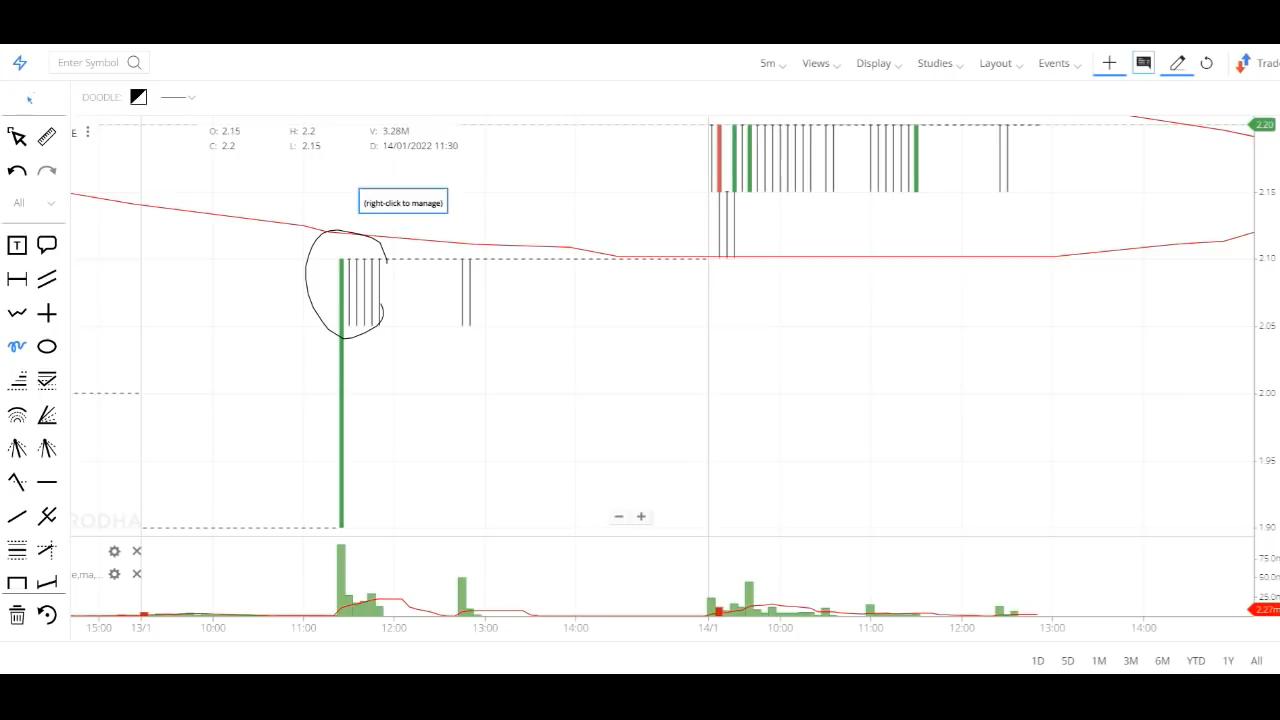 Enter Symbol
5m Views Display Studies Layout Events Trade
DOODLE:
E O: 2.15 H: 2.2 V: 3.28M
C: 2.2 L: 2.15 D: 14/01/2022 11:30
All
(right-click to manage)
2.20
2.15
2.10
2.05
2.00
1.95
1.90
RODHA
75.0m
50.0m
e,ma,...
25.0m
2.27m
15:00 13/1 10:00 11:00 12:00 13:00 14:00 14/1 10:00 11:00 12:00 13:00 14:00
1D 5D 1M 3M 6M YTD 1Y All